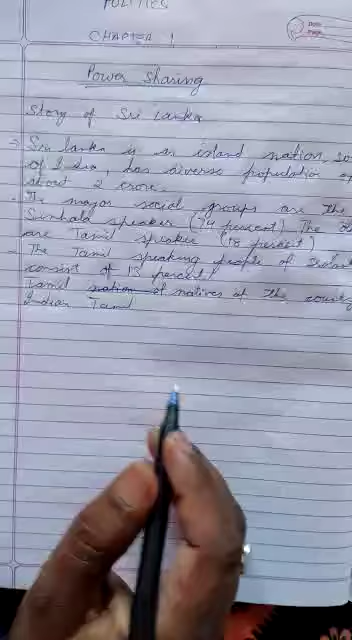 POLITICS
CHAPTER 1
Date
Page
Power Sharing
Story of Sri Lanka
Sri lanka is an island nation,
of India, has diverse population of
about 2 crore.
The major social groups are the
Sinhala speaker (74 percent) The
are Tamil speaker (18 percent)
The Tamil speaking people of
consist of 13 percent
Tamil nation of natives of the country
Indian Tamil